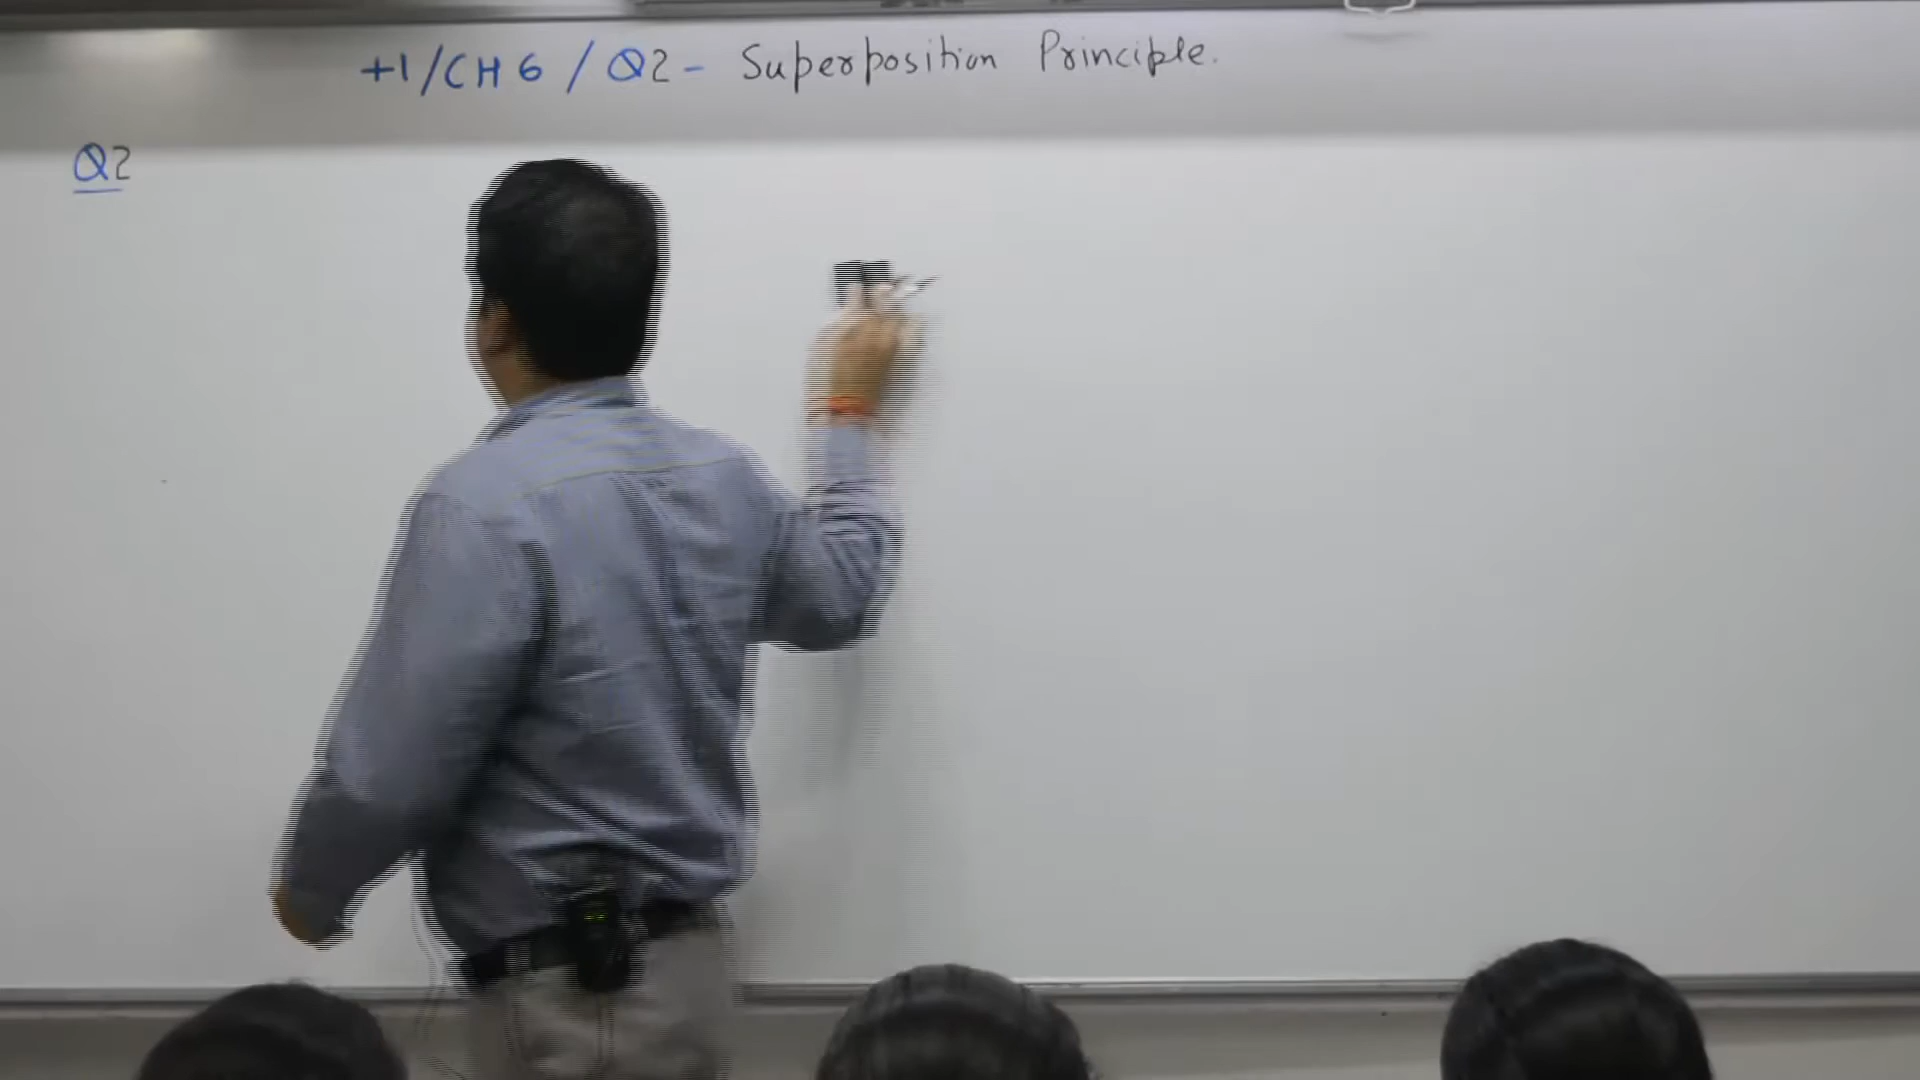 +1/CH 6 / Q2 - Superposition Principle.
Q2